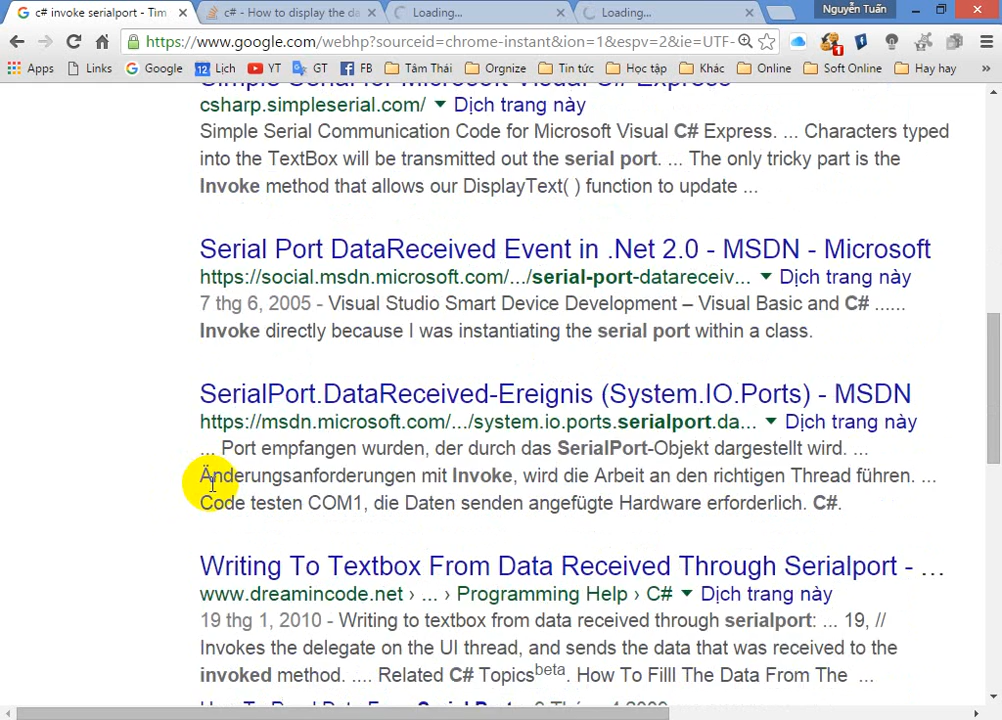 c# invoke serialport - Tim
c# - How to display the da
Loading...
Loading...
Nguyễn Tuấn
https://www.google.com/webhp?sourceid=chrome-instant&ion=1&espv=2&ie=UTF-
Apps
Links
Google
12 Lịch
YT
GT
FB
Tâm Thái
Orgnize
Tin tức
Học tập
Khác
Online
Soft Online
Hay hay
»
Simple Serial for Microsoft Visual C# Express
csharp.simpleserial.com/ ▼ Dịch trang này
Simple Serial Communication Code for Microsoft Visual C# Express. ... Characters typed
into the TextBox will be transmitted out the serial port. ... The only tricky part is the
Invoke method that allows our DisplayText( ) function to update ...
Serial Port DataReceived Event in .Net 2.0 - MSDN - Microsoft
https://social.msdn.microsoft.com/.../serial-port-datareceiv... ▼ Dịch trang này
7 thg 6, 2005 - Visual Studio Smart Device Development – Visual Basic and C# ......
Invoke directly because I was instantiating the serial port within a class.
SerialPort.DataReceived-Ereignis (System.IO.Ports) - MSDN
https://msdn.microsoft.com/.../system.io.ports.serialport.da... ▼ Dịch trang này
... Port empfangen wurden, der durch das SerialPort-Objekt dargestellt wird. ...
Änderungsanforderungen mit Invoke, wird die Arbeit an den richtigen Thread führen. ...
Code testen COM1, die Daten senden angefügte Hardware erforderlich. C#.
Writing To Textbox From Data Received Through Serialport - ...
www.dreamincode.net › ... › Programming Help › C# ▼ Dịch trang này
19 thg 1, 2010 - Writing to textbox from data received through serialport: ... 19, //
Invokes the delegate on the UI thread, and sends the data that was received to the
invoked method. .... Related C# Topicsbeta. How To Filll The Data From The ...